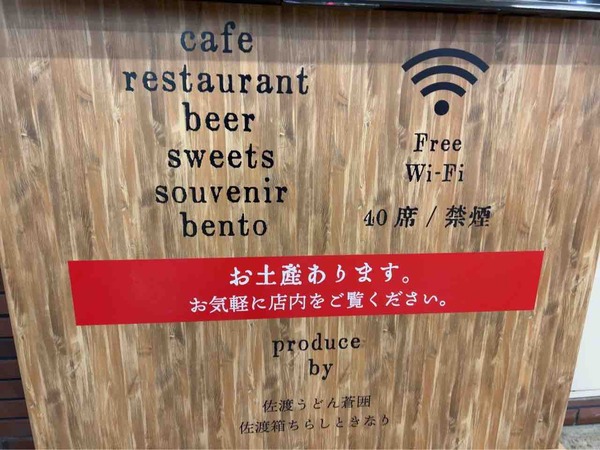 cafe
restaurant
beer
sweets
souvenir
bento
Free
Wi-Fi
40席 / 禁煙
お土産あります。
お気軽に店内をご覧ください。
produce
by
佐渡うどん蒼囲
佐渡箱ちらしときなり